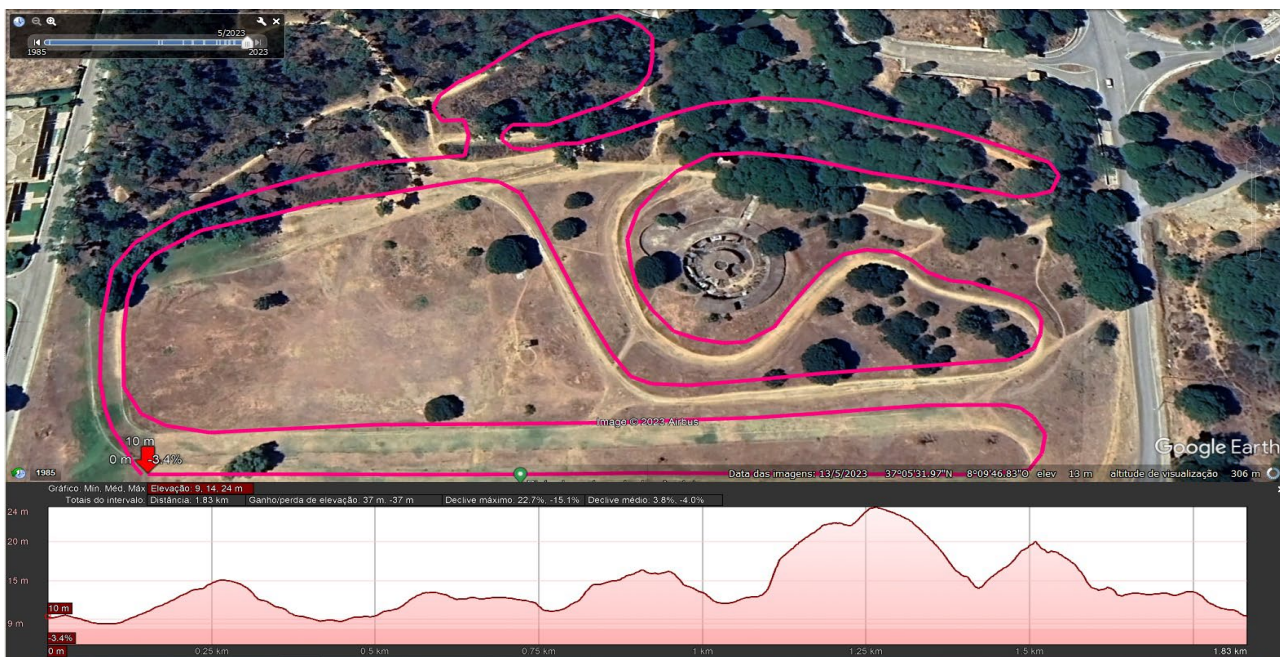 5/2023
1985
2023
10 m
0 m
-3.4%
Image © 2023 Airbus
Google Earth
1985
Data das imagens: 13/5/2023 37°05'31.97"N 8°09'46.83"O elev 13 m altitude de visualização 306 m
Gráfico: Mín, Méd, Máx Elevação: 9, 14, 24 m
Totais do intervalo: Distância: 1.83 km Ganho/perda de elevação: 37 m, -37 m Declive máximo: 22.7%, -15.1% Declive médio: 3.8%, -4.0%
24 m
20 m
15 m
10 m
9 m
-3.4%
0 m
0.25 km
0.5 km
0.75 km
1 km
1.25 km
1.5 km
1.83 km